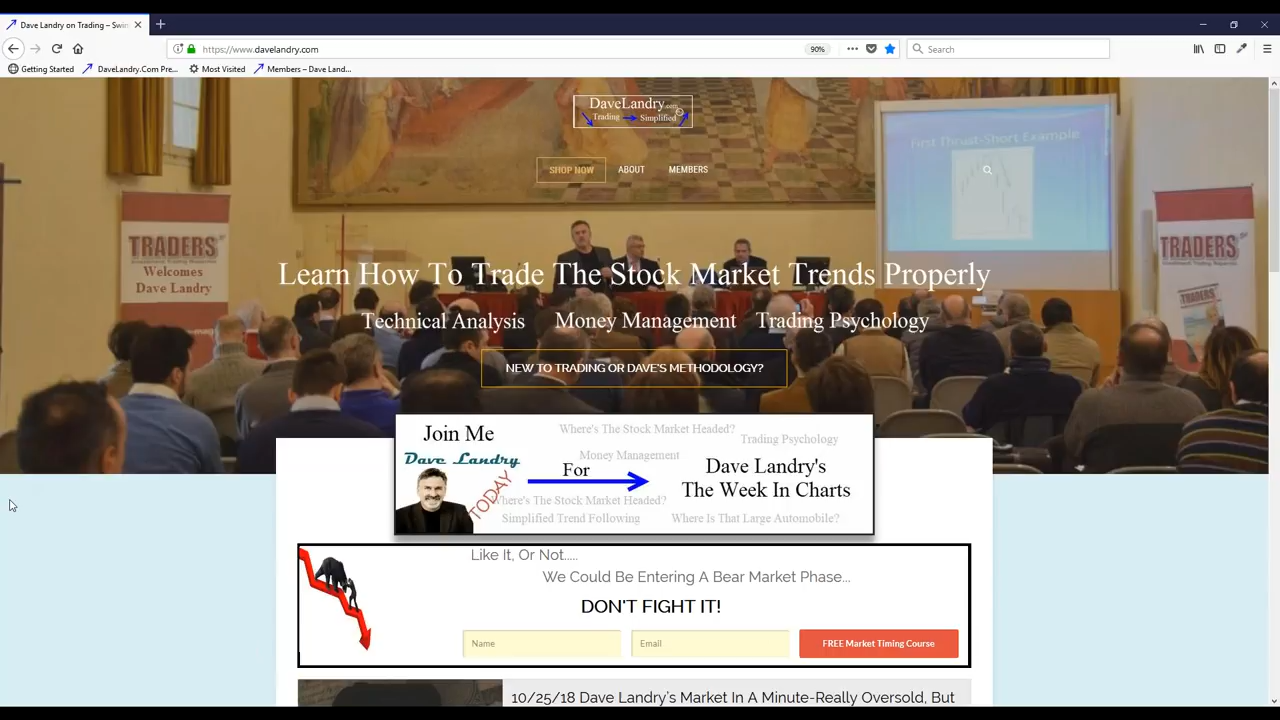 Dave Landry on Trading – Swin
https://www.davelandry.com
90%
Search
Getting Started
DaveLandry.Com Pre...
Most Visited
Members – Dave Land...
DaveLandry.com
Trading
Simplified
SHOP NOW
ABOUT
MEMBERS
First Thrust-Short Example
TRADERS'
Welcomes
Dave Landry
TRADERS'
TRADERS'
Learn How To Trade The Stock Market Trends Properly
Technical Analysis
Money Management
Trading Psychology
NEW TO TRADING OR DAVE'S METHODOLOGY?
Join Me
Dave Landry
TODAY
For
Where's The Stock Market Headed?
Trading Psychology
Money Management
Dave Landry's
The Week In Charts
Where's The Stock Market Headed?
Simplified Trend Following
Where Is That Large Automobile?
Like It, Or Not.....
We Could Be Entering A Bear Market Phase...
DON'T FIGHT IT!
Name
Email
FREE Market Timing Course
10/25/18 Dave Landry's Market In A Minute-Really Oversold, But